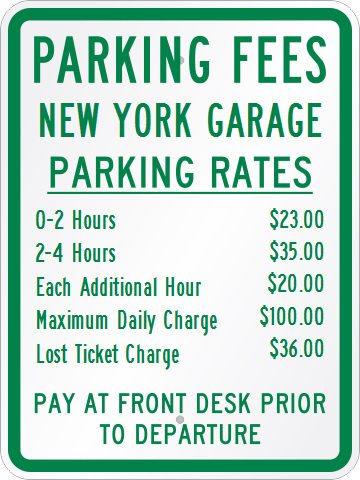 PARKING FEES
NEW YORK GARAGE
PARKING RATES
0-2 Hours $23.00
2-4 Hours $35.00
Each Additional Hour $20.00
Maximum Daily Charge $100.00
Lost Ticket Charge $36.00
PAY AT FRONT DESK PRIOR
TO DEPARTURE